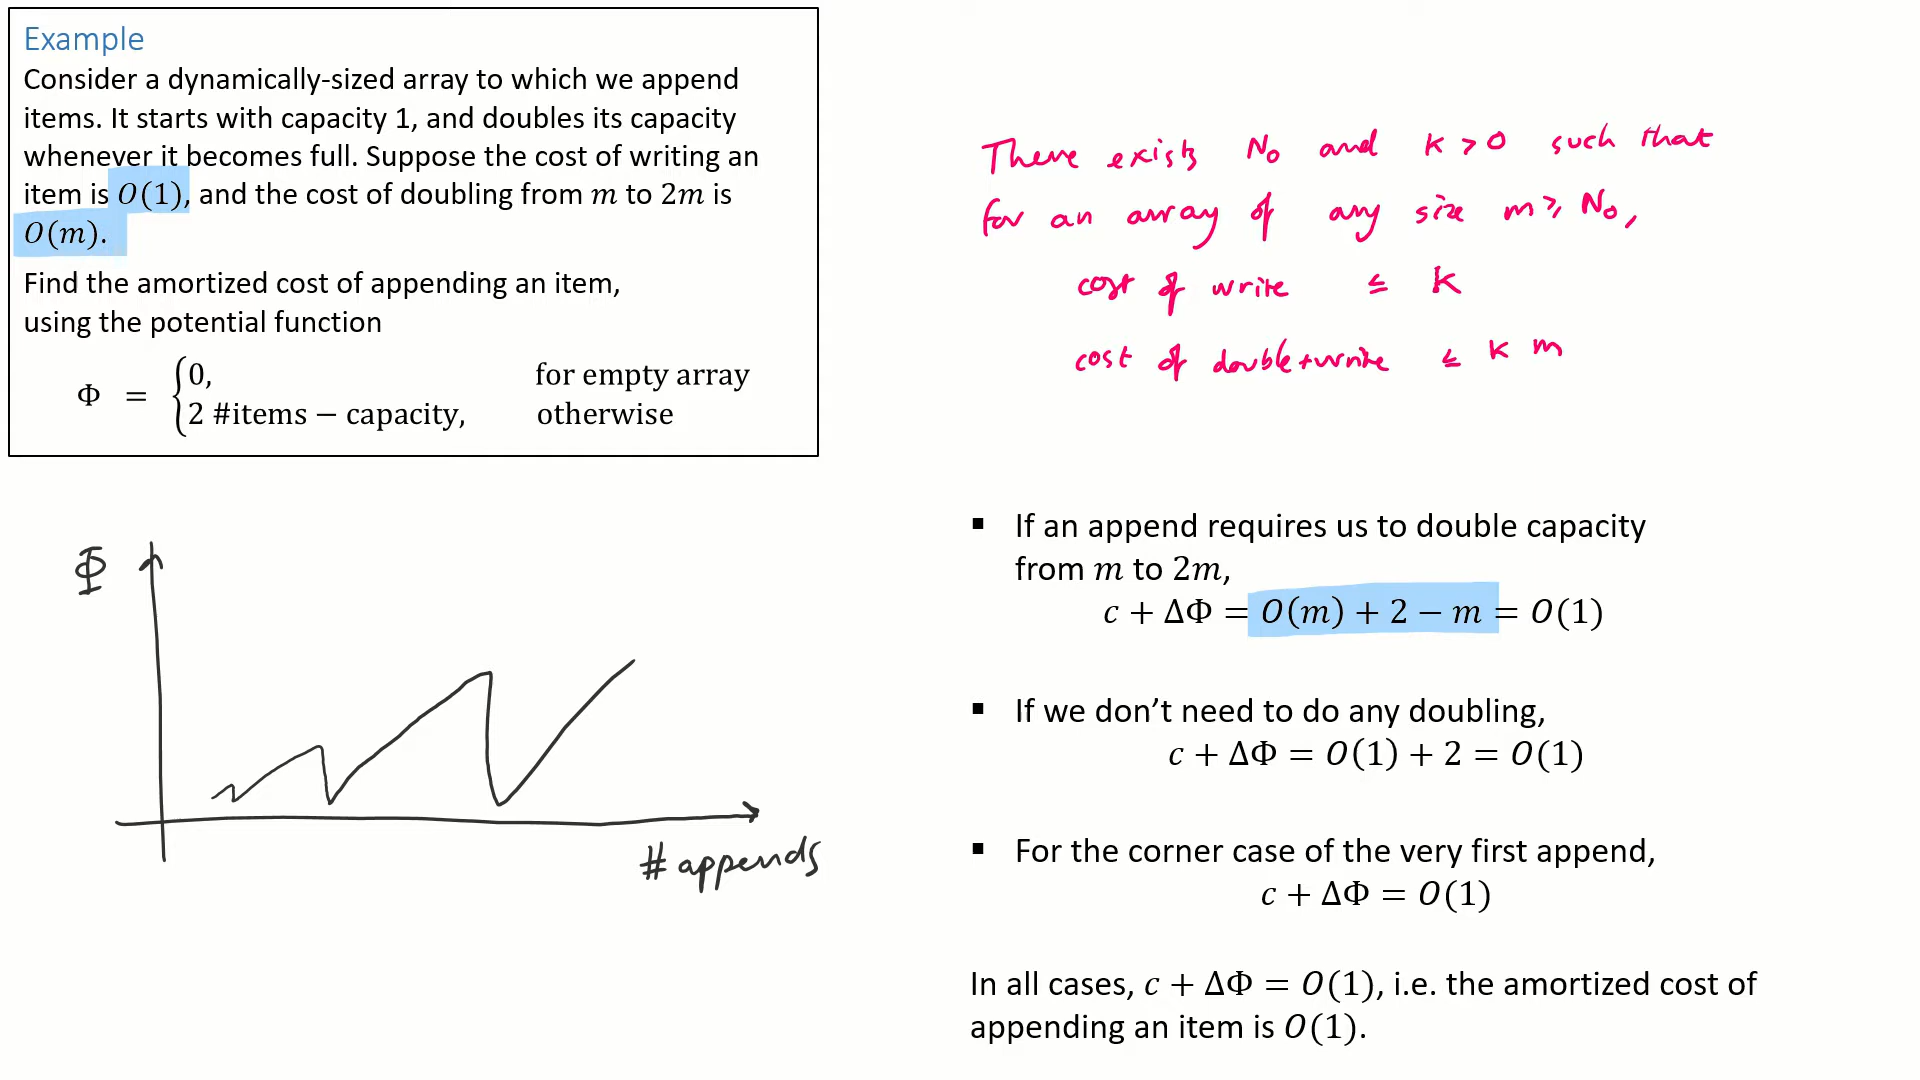 Example
Consider a dynamically-sized array to which we append
items. It starts with capacity 1, and doubles its capacity
whenever it becomes full. Suppose the cost of writing an
item is O(1), and the cost of doubling from m to 2m is
O(m).
Find the amortized cost of appending an item,
using the potential function
Φ = { 0, for empty array
2 #items − capacity, otherwise
Φ
# appends
There exists N₀ and K > 0 such that
for an array of any size m ≥ N₀,
cost of write ≤ K
cost of double+write ≤ K m
▪ If an append requires us to double capacity
from m to 2m,
c + ΔΦ = O(m) + 2 − m = O(1)
▪ If we don’t need to do any doubling,
c + ΔΦ = O(1) + 2 = O(1)
▪ For the corner case of the very first append,
c + ΔΦ = O(1)
In all cases, c + ΔΦ = O(1), i.e. the amortized cost of
appending an item is O(1).